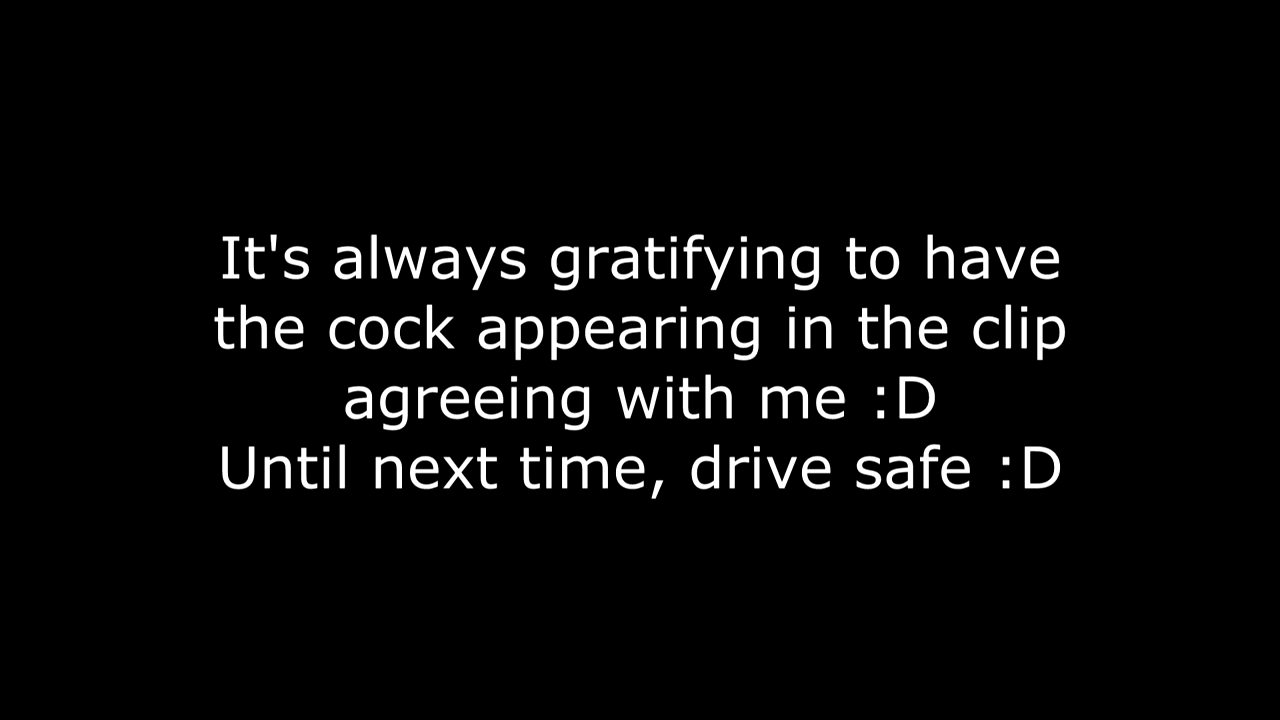 It's always gratifying to have
the cock appearing in the clip
agreeing with me :D
Until next time, drive safe :D